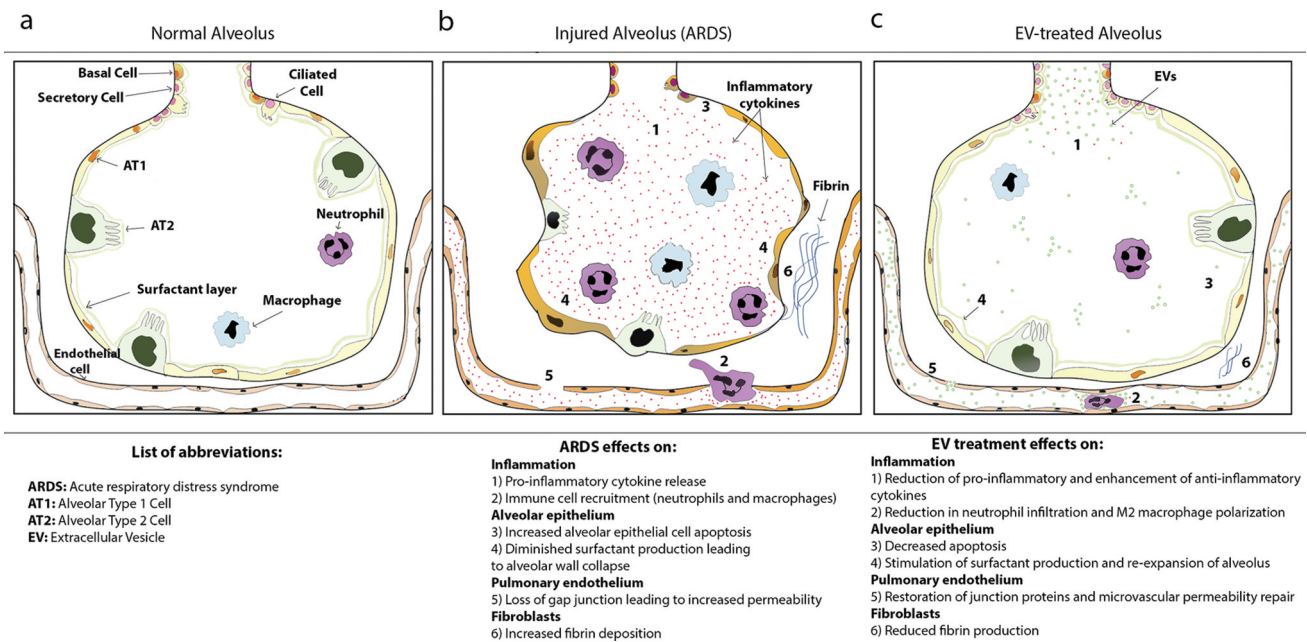 a
Normal Alveolus
Basal Cell
Secretory Cell
Ciliated
Cell
AT1
AT2
Neutrophil
Surfactant layer
Macrophage
Endothelial
cell
b
Injured Alveolus (ARDS)
3
Inflammatory
cytokines
1
Fibrin
4
6
4
2
5
c
EV-treated Alveolus
EVs
1
3
4
5
6
2
List of abbreviations:
ARDS: Acute respiratory distress syndrome
AT1: Alveolar Type 1 Cell
AT2: Alveolar Type 2 Cell
EV: Extracellular Vesicle
ARDS effects on:
Inflammation
1) Pro-inflammatory cytokine release
2) Immune cell recruitment (neutrophils and macrophages)
Alveolar epithelium
3) Increased alveolar epithelial cell apoptosis
4) Diminished surfactant production leading
to alveolar wall collapse
Pulmonary endothelium
5) Loss of gap junction leading to increased permeability
Fibroblasts
6) Increased fibrin deposition
EV treatment effects on:
Inflammation
1) Reduction of pro-inflammatory and enhancement of anti-inflammatory
cytokines
2) Reduction in neutrophil infiltration and M2 macrophage polarization
Alveolar epithelium
3) Decreased apoptosis
4) Stimulation of surfactant production and re-expansion of alveolus
Pulmonary endothelium
5) Restoration of junction proteins and microvascular permeability repair
Fibroblasts
6) Reduced fibrin production